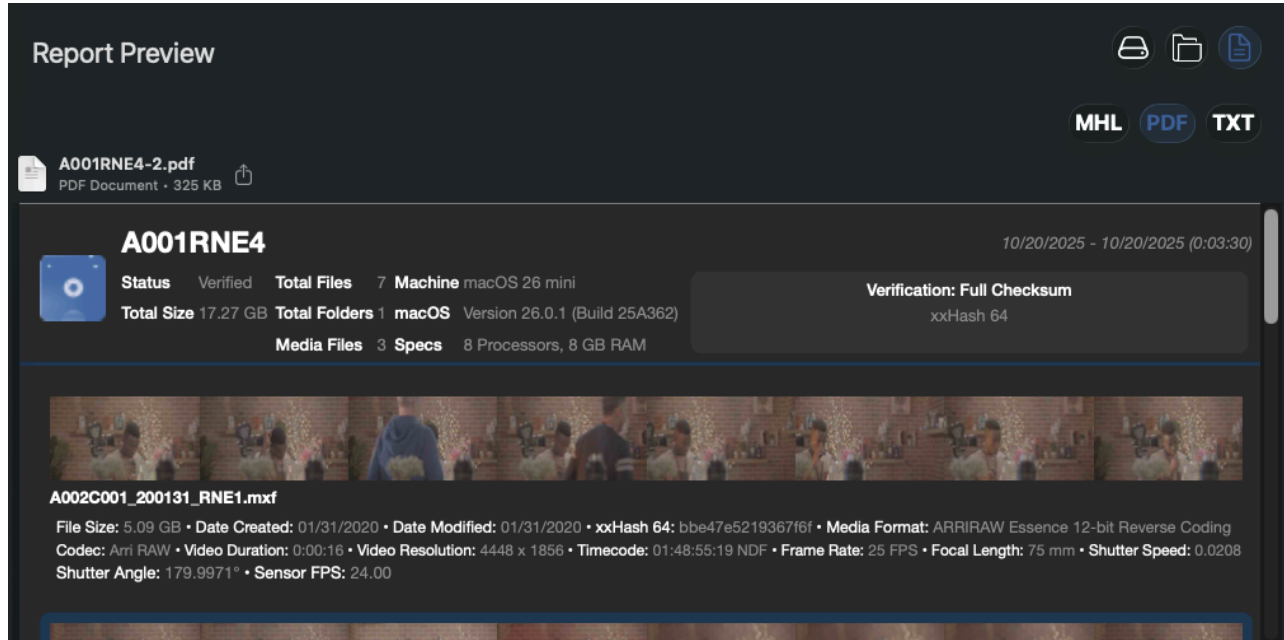 Report Preview
MHL PDF TXT
A001RNE4-2.pdf
PDF Document · 325 KB
A001RNE4
10/20/2025 - 10/20/2025 (0:03:30)
Status Verified Total Files 7 Machine macOS 26 mini
Total Size 17.27 GB Total Folders 1 macOS Version 26.0.1 (Build 25A362)
Media Files 3 Specs 8 Processors, 8 GB RAM
Verification: Full Checksum
xxHash 64
A002C001_200131_RNE1.mxf
File Size: 5.09 GB • Date Created: 01/31/2020 • Date Modified: 01/31/2020 • xxHash 64: bbe47e5219367f6f • Media Format: ARRIRAW Essence 12-bit Reverse Coding
Codec: Arri RAW • Video Duration: 0:00:16 • Video Resolution: 4448 x 1856 • Timecode: 01:48:55:19 NDF • Frame Rate: 25 FPS • Focal Length: 75 mm • Shutter Speed: 0.0208
Shutter Angle: 179.9971° • Sensor FPS: 24.00